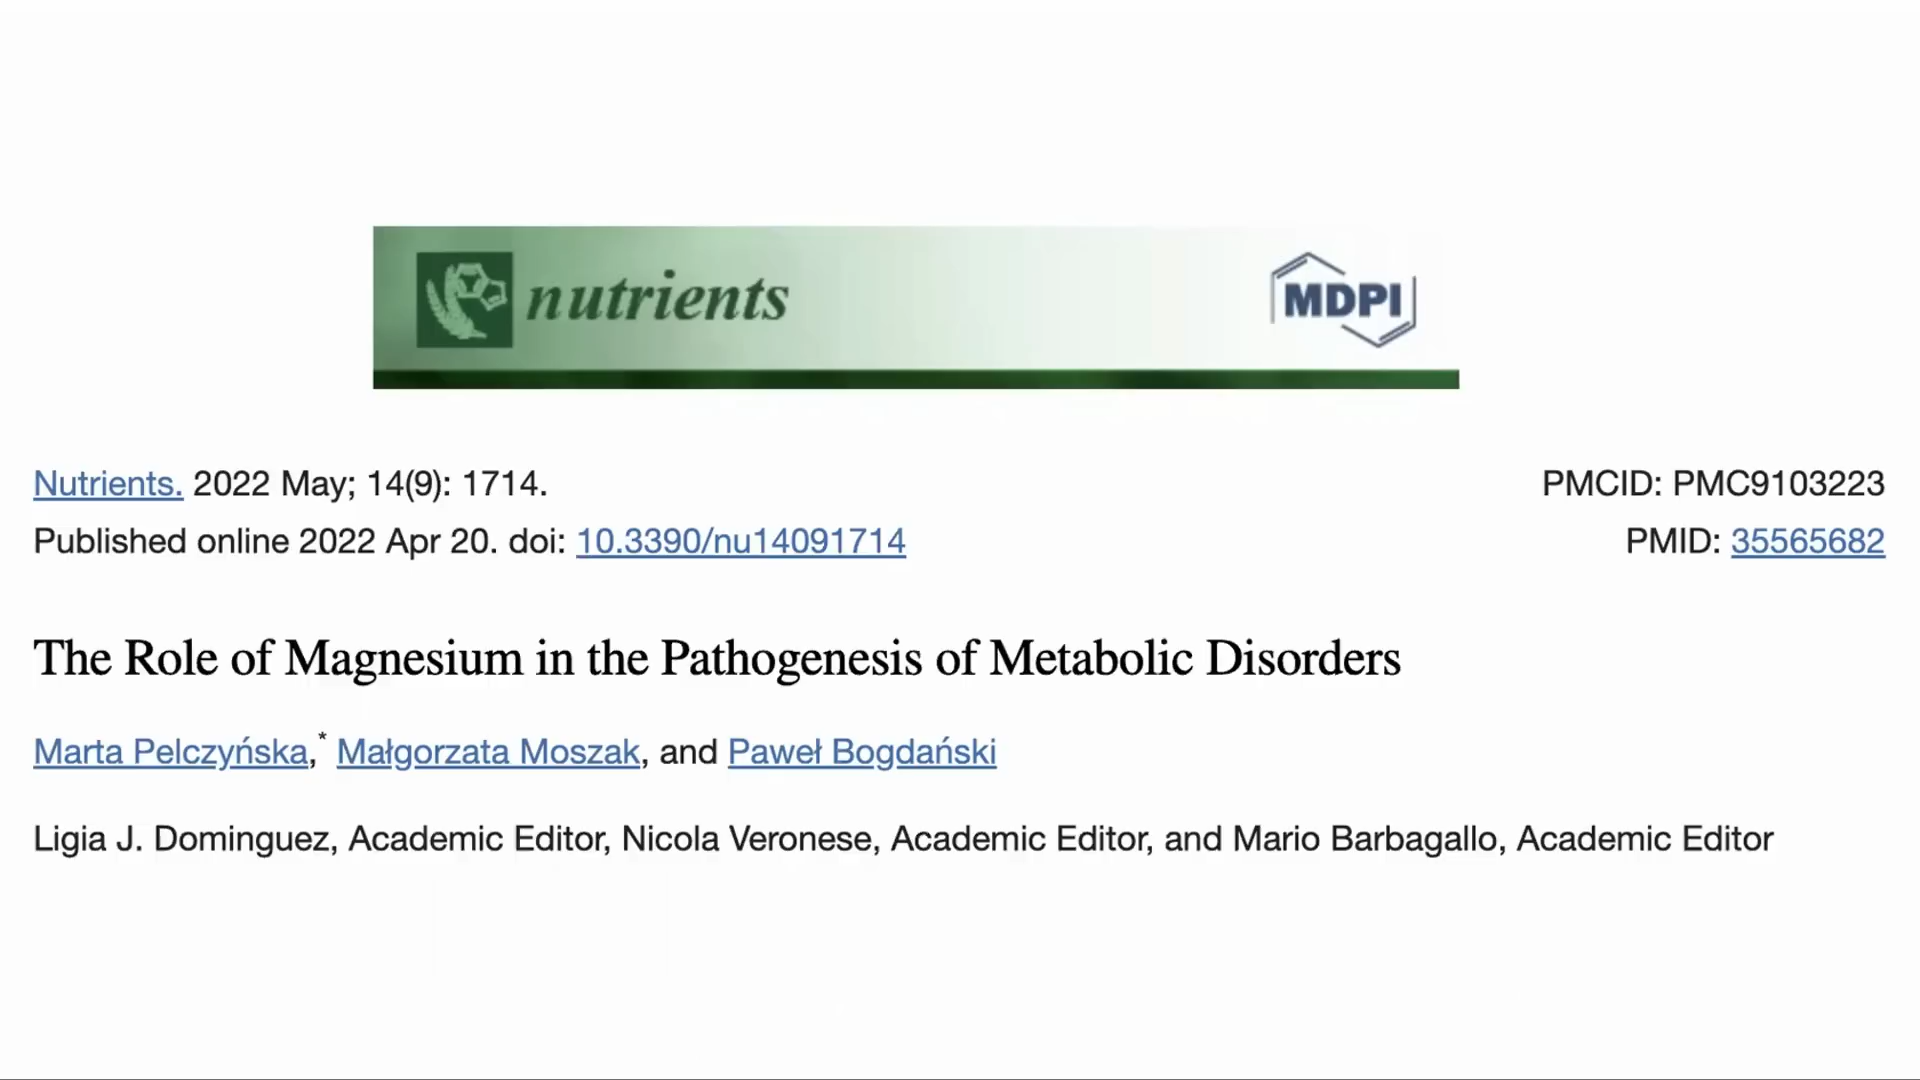 nutrients
MDPI
Nutrients. 2022 May; 14(9): 1714.
PMCID: PMC9103223
Published online 2022 Apr 20. doi: 10.3390/nu14091714
PMID: 35565682
The Role of Magnesium in the Pathogenesis of Metabolic Disorders
Marta Pelczyńska,* Małgorzata Moszak, and Paweł Bogdański
Ligia J. Dominguez, Academic Editor, Nicola Veronese, Academic Editor, and Mario Barbagallo, Academic Editor